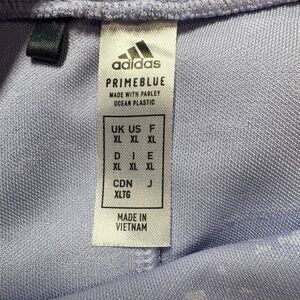 adidas
PRIMEBLUE
MADE WITH PARLEY
OCEAN PLASTIC
UK US F
XL XL XL
D I E
XL XL XL
CDN J
XLTG
MADE IN
VIETNAM